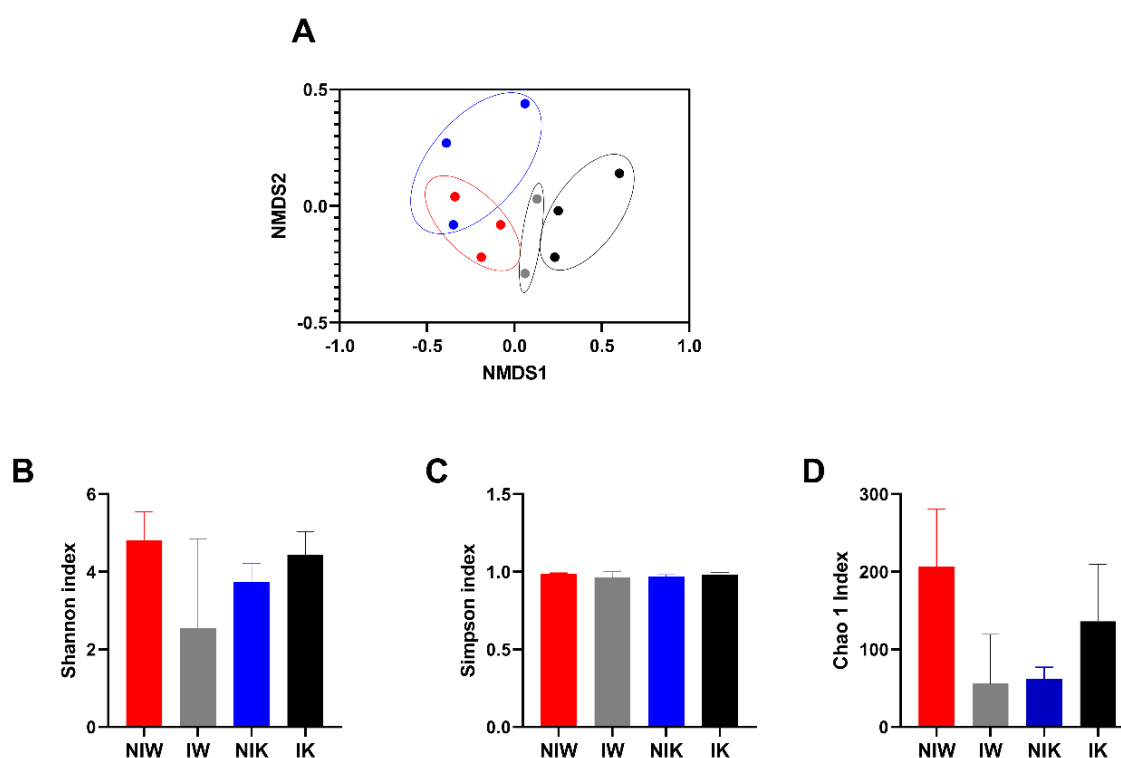 A
0.5
0.0
-0.5
NMDS2
-1.0 -0.5 0.0 0.5 1.0
NMDS1
B
6
4
2
0
Shannon index
NIW IW NIK IK
C
1.5
1.0
0.5
0.0
Simpson index
NIW IW NIK IK
D
300
200
100
0
Chao 1 Index
NIW IW NIK IK